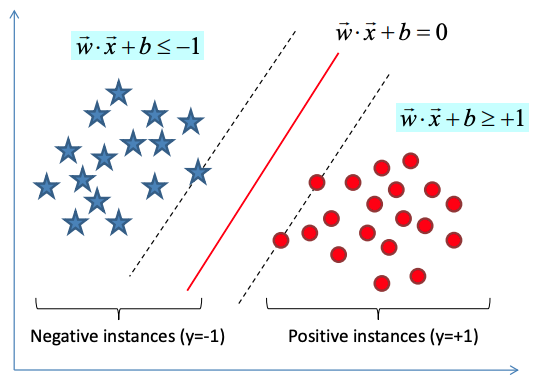 w⃗·x⃗ + b = 0
w⃗·x⃗ + b ≤ −1
w⃗·x⃗ + b ≥ +1
Negative instances (y=-1)
Positive instances (y=+1)